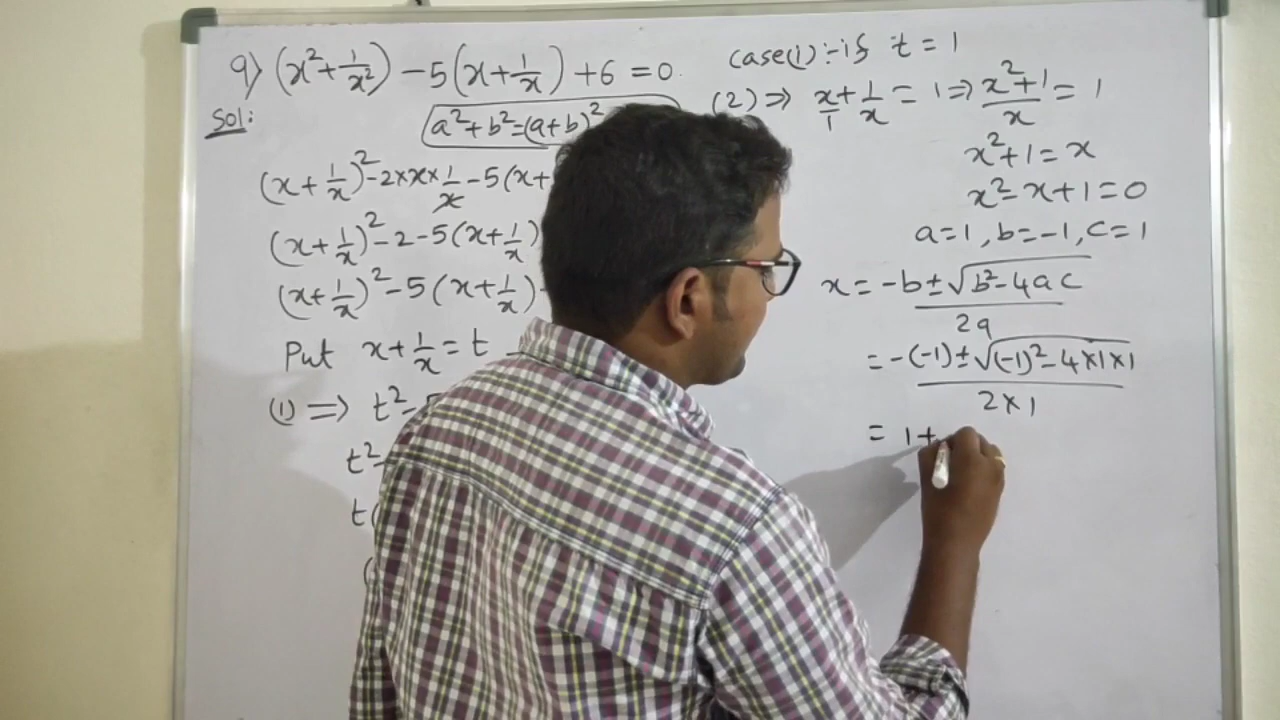 9) (x²+1/x²) -5(x+1/x) +6 =0.
Sol:
a²+b²=(a+b)²
(x+1/x)²-2×x×1/x -5(x+
(x+1/x)²-2-5(x+1/x)
(x+1/x)²-5(x+1/x)
Put x+1/x=t
(1) ⇒ t²-
t²-
t(
case(1):-if t=1
(2)⇒ x/1+1/x=1⇒ x²+1/x=1
x²+1=x
x²-x+1=0
a=1, b=-1, c=1
x= -b±√b²-4ac/2a
= -(-1)±√(-1)²-4×1×1/2×1
= 1±